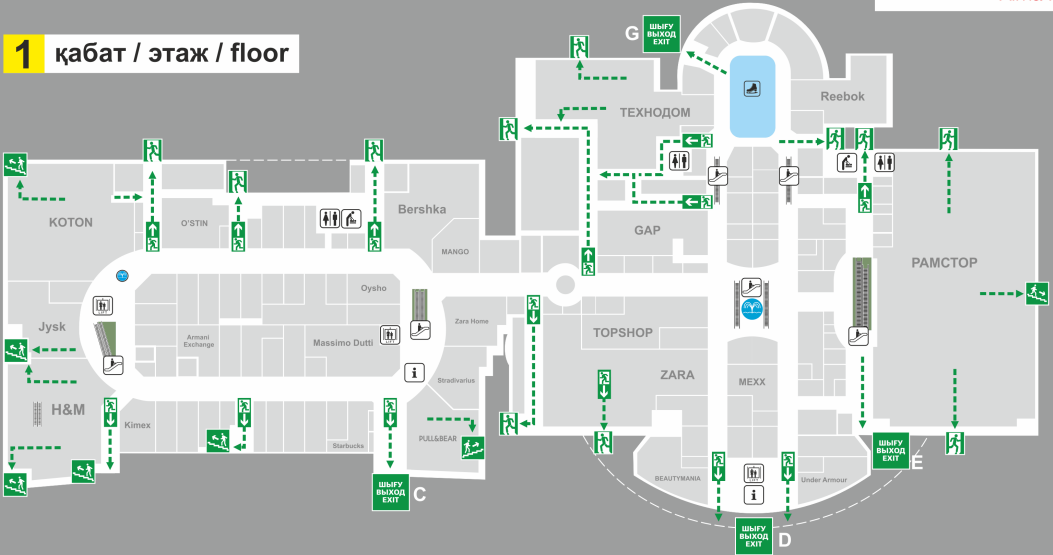 1 қабат / этаж / floor
G
ШЫҒУ
ВЫХОД
EXIT
ТЕХНОДОМ
Reebok
KOTON
O'STIN
Bershka
MANGO
GAP
РАМСТОР
Oysho
Jysk
Armani
Exchange
Massimo Dutti
Zara Home
TOPSHOP
Stradivarius
ZARA
MEXX
H&M
Kimex
Starbucks
PULL&BEAR
ШЫҒУ
ВЫХОД
EXIT
E
BEAUTYMANIA
Under Armour
ШЫҒУ
ВЫХОД
EXIT
C
ШЫҒУ
ВЫХОД
EXIT
D